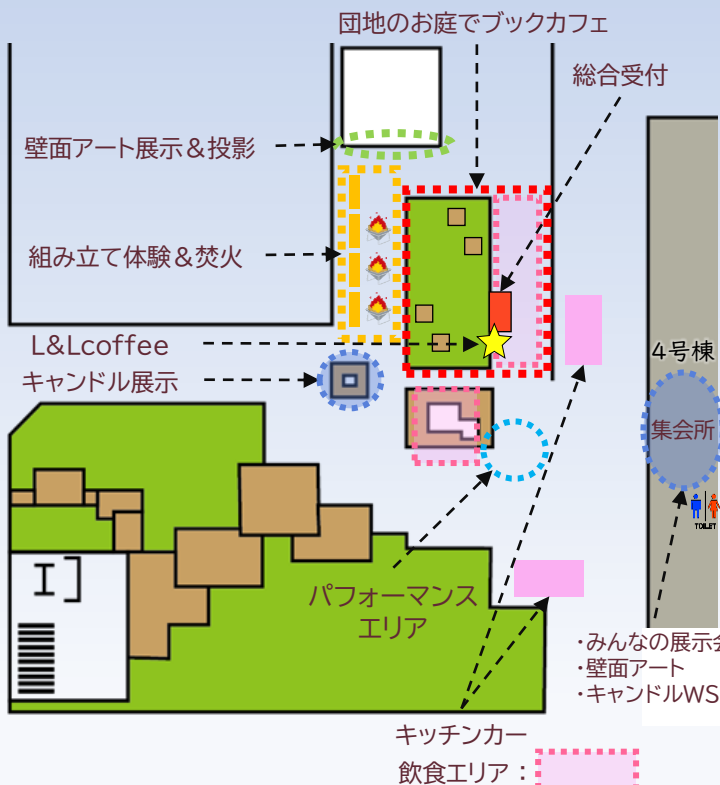 団地のお庭でブックカフェ
総合受付
壁面アート展示&投影
組み立て体験&焚火
L&Lcoffee
キャンドル展示
4号棟
集会所
TOILET
パフォーマンス
エリア
・みんなの展示会
・壁面アート
・キャンドルWS
キッチンカー
飲食エリア：